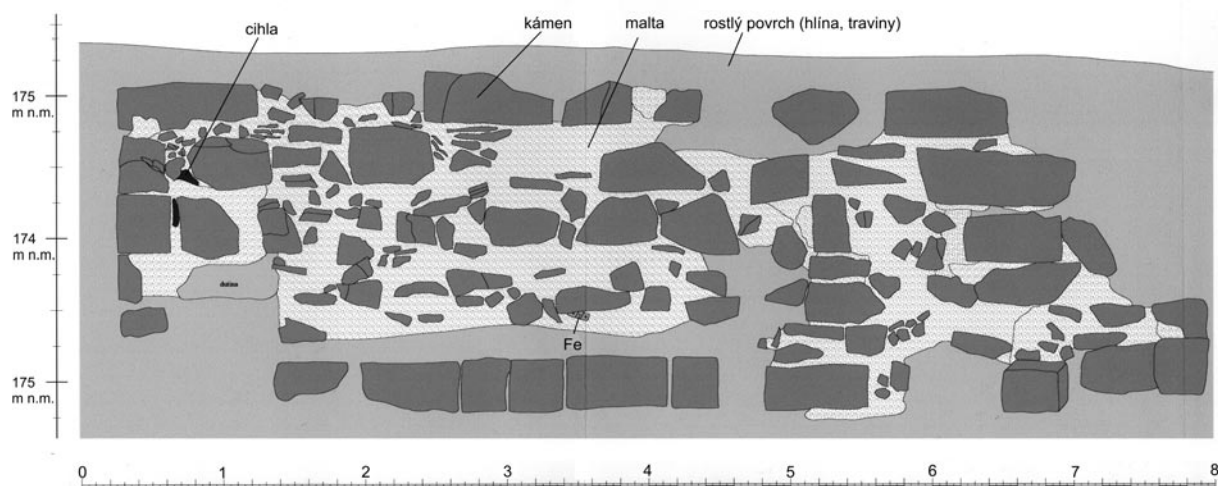 cihla
kámen
malta
rostlý povrch (hlína, traviny)
175
m n.m.
174
m n.m.
dutina
Fe
175
m n.m.
0 1 2 3 4 5 6 7 8